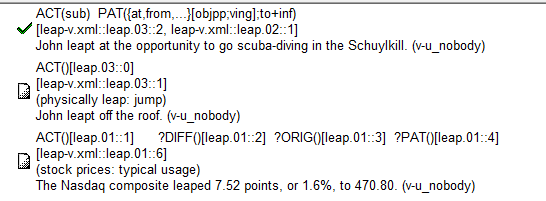 ACT(sub) PAT({at,from,...}[objpp;ving];to+inf)
[leap-v.xml::leap.03::2, leap-v.xml::leap.02::1]
John leapt at the opportunity to go scuba-diving in the Schuylkill. (v-u_nobody)
ACT()[leap.03::0]
[leap-v.xml::leap.03::1]
(physically leap: jump)
John leapt off the roof. (v-u_nobody)
ACT()[leap.01::1] ?DIFF()[leap.01::2] ?ORIG()[leap.01::3] ?PAT()[leap.01::4]
[leap-v.xml::leap.01::6]
(stock prices: typical usage)
The Nasdaq composite leaped 7.52 points, or 1.6%, to 470.80. (v-u_nobody)